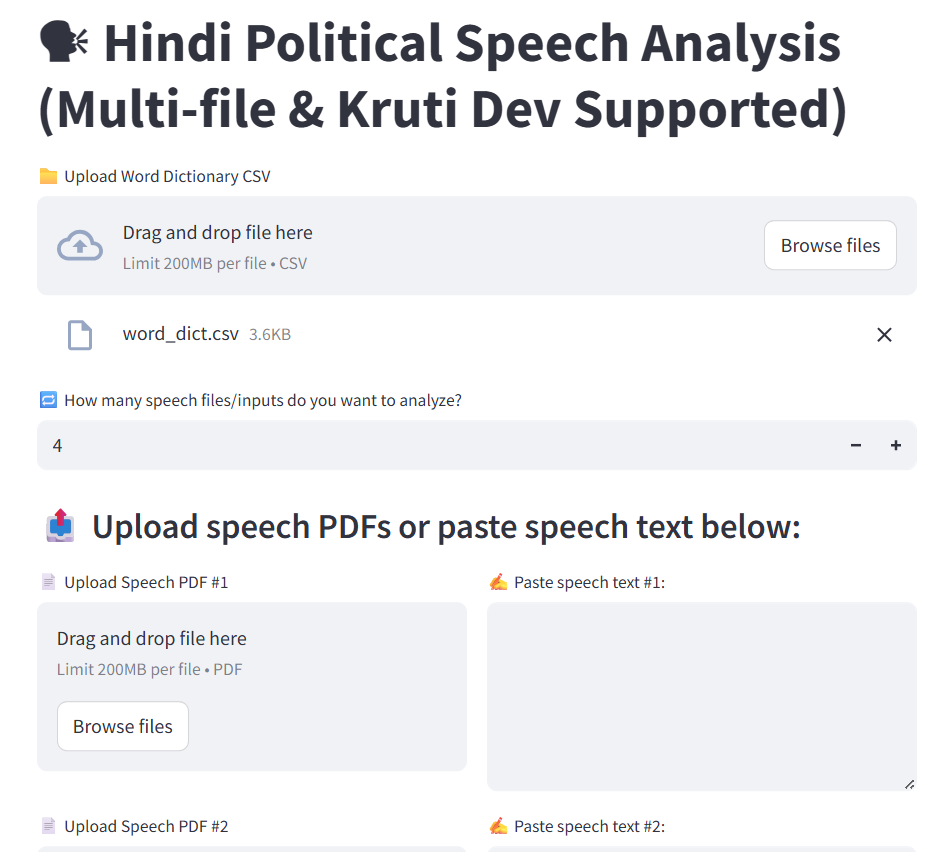 🗣 Hindi Political Speech Analysis
(Multi-file & Kruti Dev Supported)
📁 Upload Word Dictionary CSV
Drag and drop file here
Limit 200MB per file • CSV
Browse files
word_dict.csv 3.6KB
🔁 How many speech files/inputs do you want to analyze?
4
📤 Upload speech PDFs or paste speech text below:
📄 Upload Speech PDF #1
✍️ Paste speech text #1:
Drag and drop file here
Limit 200MB per file • PDF
Browse files
📄 Upload Speech PDF #2
✍️ Paste speech text #2: